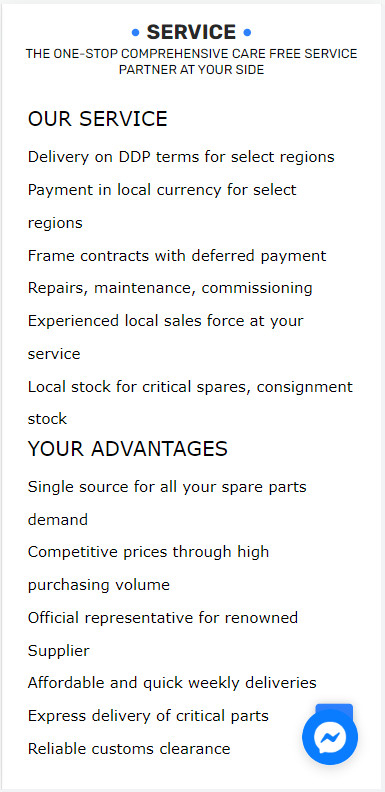 SERVICE
THE ONE-STOP COMPREHENSIVE CARE FREE SERVICE
PARTNER AT YOUR SIDE
OUR SERVICE
Delivery on DDP terms for select regions
Payment in local currency for select
regions
Frame contracts with deferred payment
Repairs, maintenance, commissioning
Experienced local sales force at your
service
Local stock for critical spares, consignment
stock
YOUR ADVANTAGES
Single source for all your spare parts
demand
Competitive prices through high
purchasing volume
Official representative for renowned
Supplier
Affordable and quick weekly deliveries
Express delivery of critical parts
Reliable customs clearance